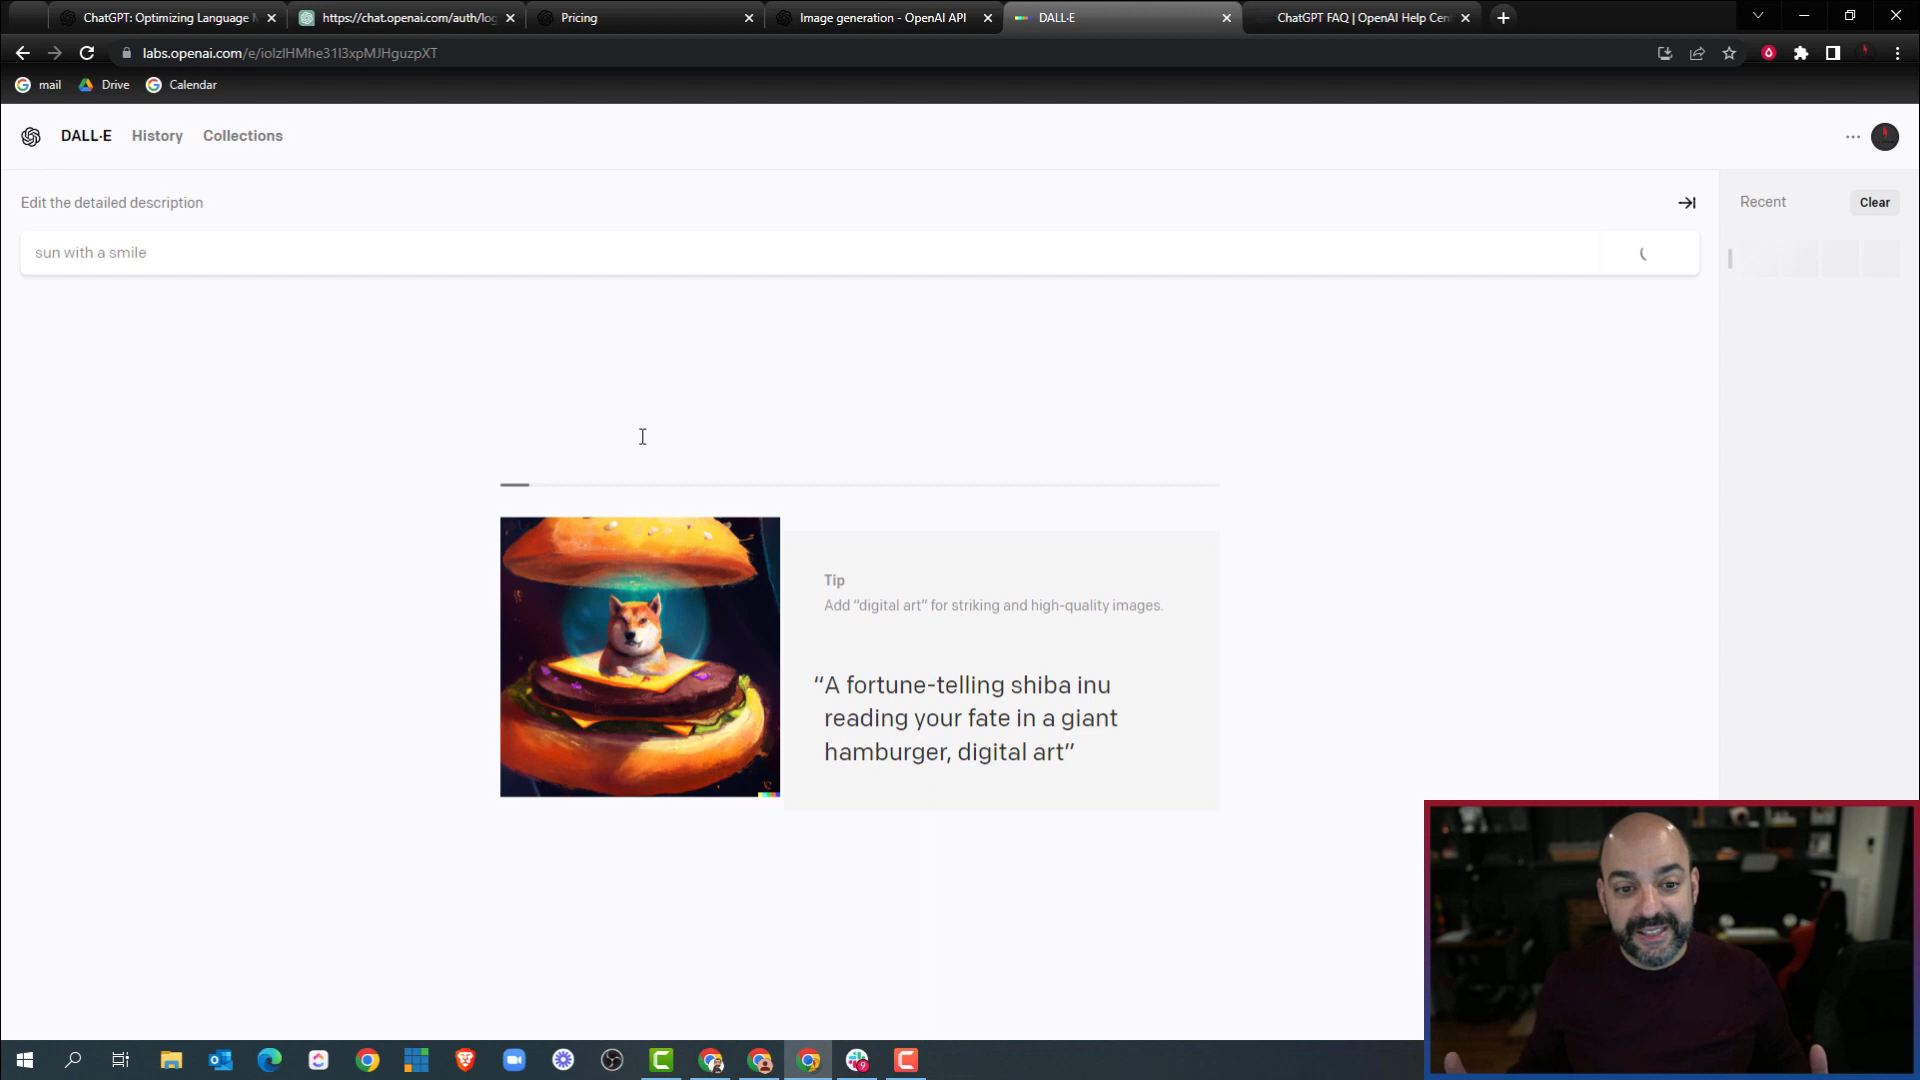 ChatGPT: Optimizing Language
https://chat.openai.com/auth/log
Pricing
Image generation - OpenAI API
DALL·E
ChatGPT FAQ | OpenAI Help Cen
labs.openai.com/e/iolzIHMhe31I3xpMJHguzpXT
mail
Drive
Calendar
DALL·E
History
Collections
Edit the detailed description
Recent
Clear
sun with a smile
Tip
Add “digital art” for striking and high-quality images.
“A fortune-telling shiba inu
reading your fate in a giant
hamburger, digital art”
9